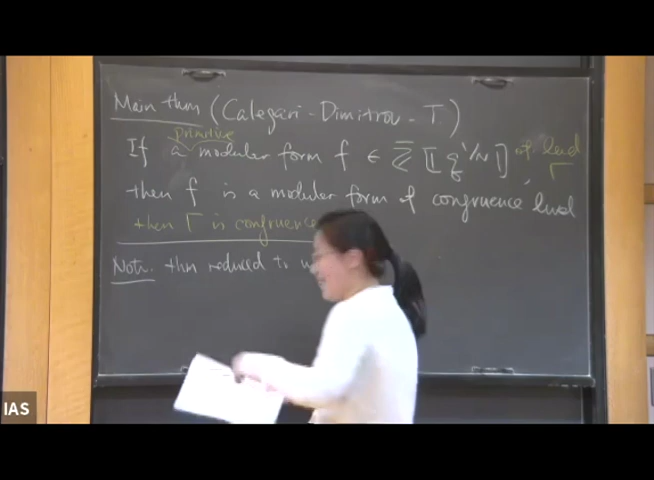 Main thm (Calegari - Dimitrov - T.)
primitive
If a modular form f ∈ Z̄ [[q^1/N]] of level Γ
then f is a modular form of congruence level
then Γ is congruence
Note. thm reduced to
IAS